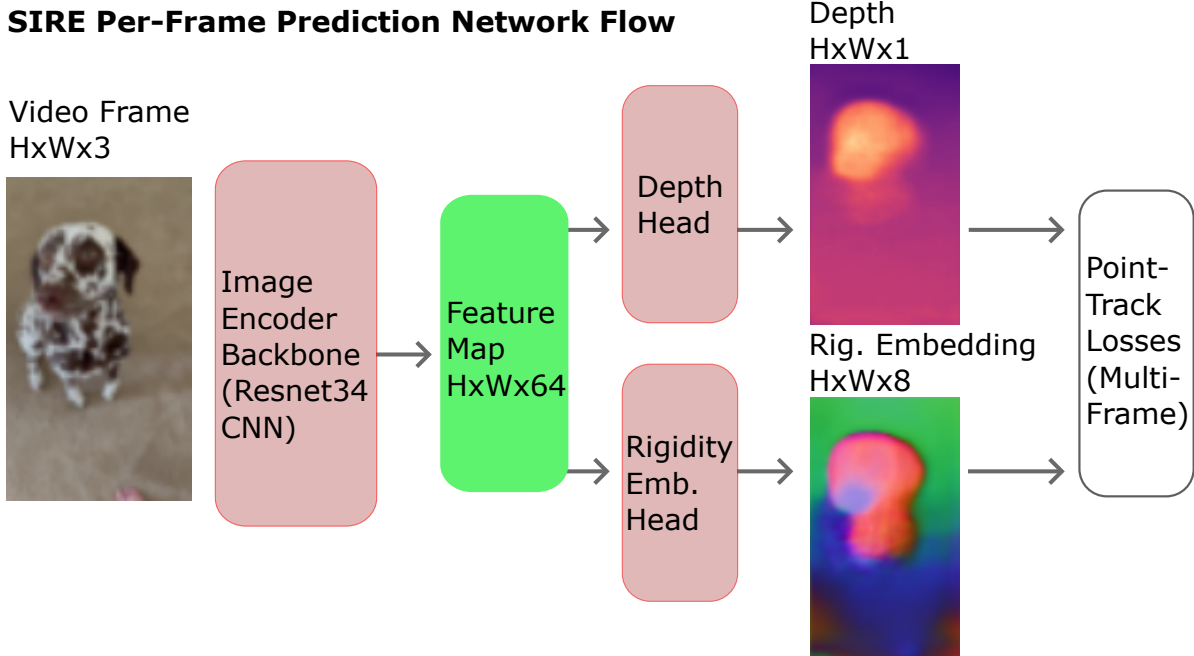 SIRE Per-Frame Prediction Network Flow
Video Frame
HxWx3
Image
Encoder
Backbone
(Resnet34
CNN)
Feature
Map
HxWx64
Depth
Head
Rigidity
Emb.
Head
Depth
HxWx1
Rig. Embedding
HxWx8
Point-
Track
Losses
(Multi-
Frame)